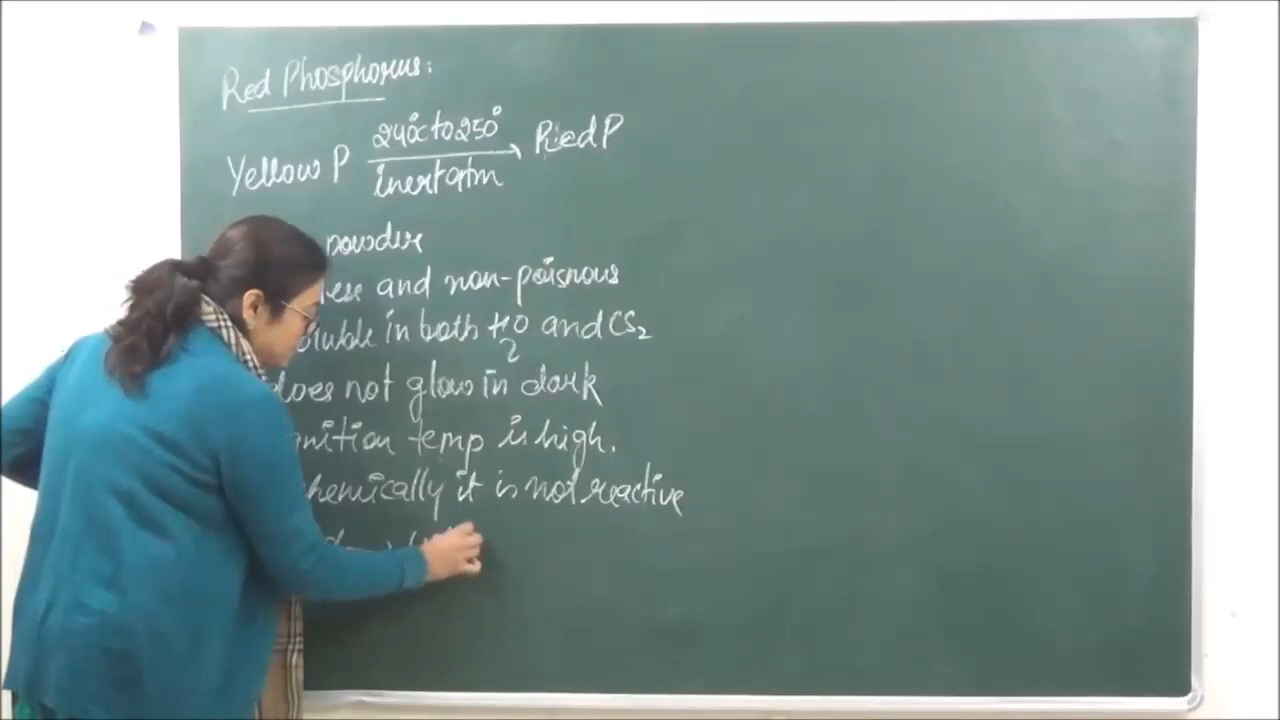 Red Phosphorus:
240°C to 250°
Yellow P → Red P
inert atm
powder
and non-poisnous
in both H2O and CS2
does not glow in dark
temp is high.
chemically it is not reactive